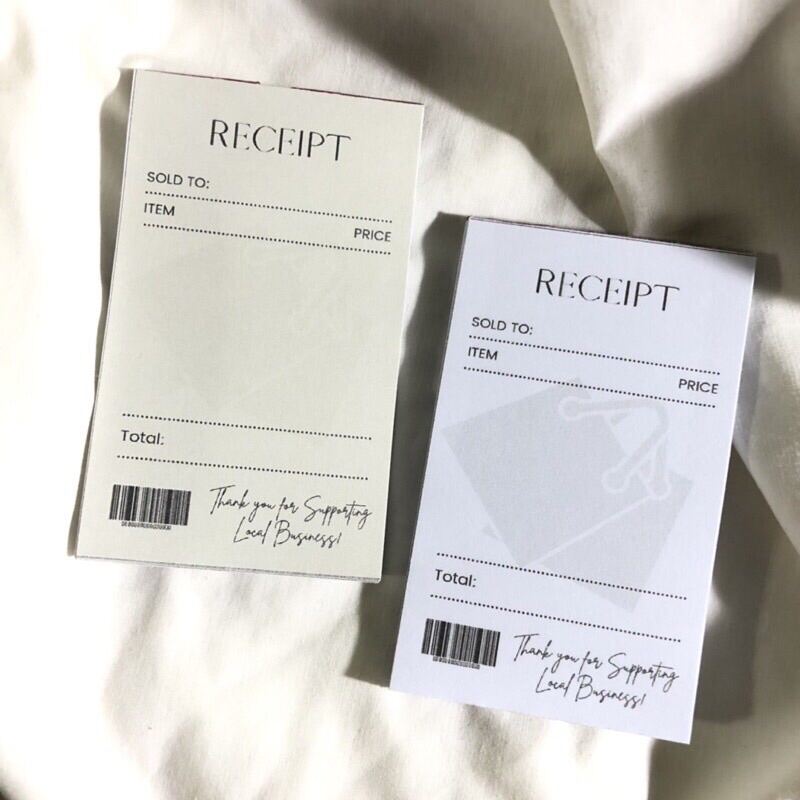 RECEIPT
SOLD TO:
ITEM
PRICE
Total:
Thank you for Supporting
Local Business!
RECEIPT
SOLD TO:
ITEM
PRICE
Total:
Thank you for Supporting
Local Business!